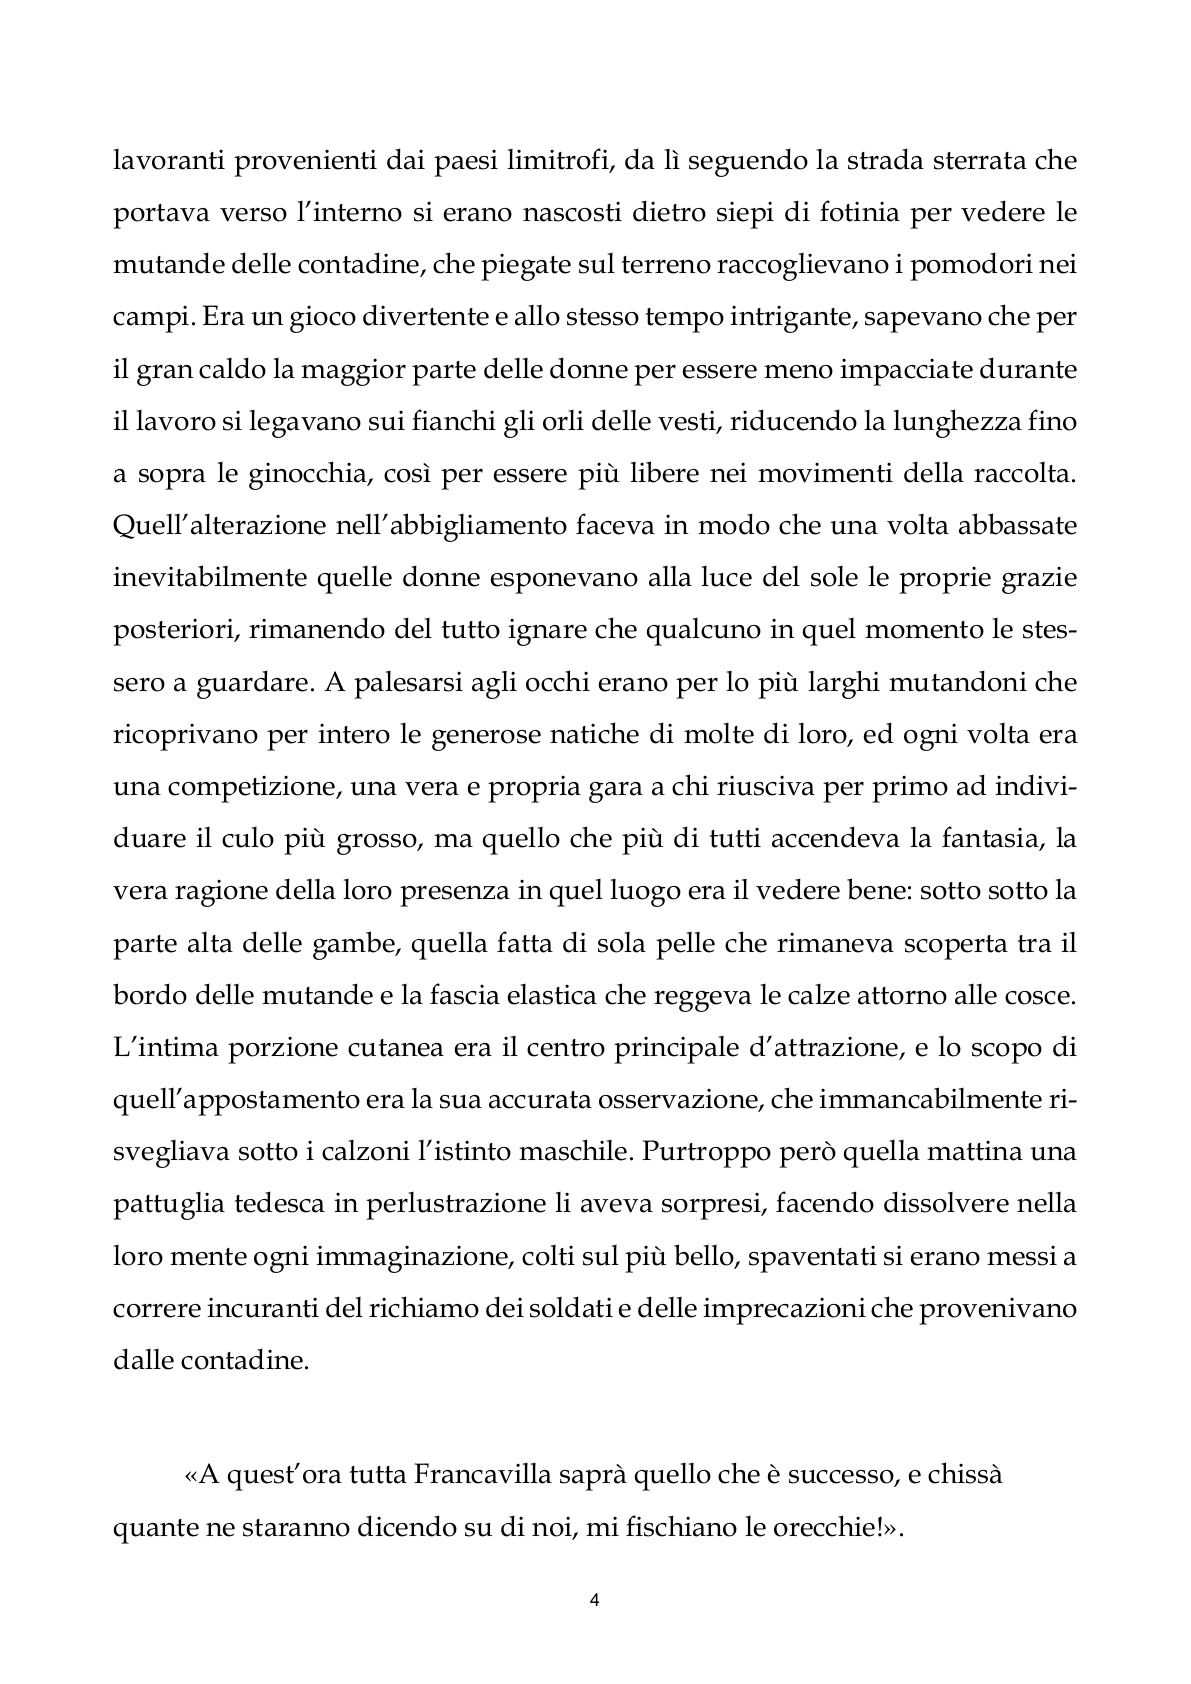 lavoranti provenienti dai paesi limitrofi, da lì seguendo la strada sterrata che
portava verso l’interno si erano nascosti dietro siepi di fotinia per vedere le
mutande delle contadine, che piegate sul terreno raccoglievano i pomodori nei
campi. Era un gioco divertente e allo stesso tempo intrigante, sapevano che per
il gran caldo la maggior parte delle donne per essere meno impacciate durante
il lavoro si legavano sui fianchi gli orli delle vesti, riducendo la lunghezza fino
a sopra le ginocchia, così per essere più libere nei movimenti della raccolta.
Quell’alterazione nell’abbigliamento faceva in modo che una volta abbassate
inevitabilmente quelle donne esponevano alla luce del sole le proprie grazie
posteriori, rimanendo del tutto ignare che qualcuno in quel momento le stes-
sero a guardare. A palesarsi agli occhi erano per lo più larghi mutandoni che
ricoprivano per intero le generose natiche di molte di loro, ed ogni volta era
una competizione, una vera e propria gara a chi riusciva per primo ad indivi-
duare il culo più grosso, ma quello che più di tutti accendeva la fantasia, la
vera ragione della loro presenza in quel luogo era il vedere bene: sotto sotto la
parte alta delle gambe, quella fatta di sola pelle che rimaneva scoperta tra il
bordo delle mutande e la fascia elastica che reggeva le calze attorno alle cosce.
L’intima porzione cutanea era il centro principale d’attrazione, e lo scopo di
quell’appostamento era la sua accurata osservazione, che immancabilmente ri-
svegliava sotto i calzoni l’istinto maschile. Purtroppo però quella mattina una
pattuglia tedesca in perlustrazione li aveva sorpresi, facendo dissolvere nella
loro mente ogni immaginazione, colti sul più bello, spaventati si erano messi a
correre incuranti del richiamo dei soldati e delle imprecazioni che provenivano
dalle contadine.
«A quest’ora tutta Francavilla saprà quello che è successo, e chissà
quante ne staranno dicendo su di noi, mi fischiano le orecchie!».
4